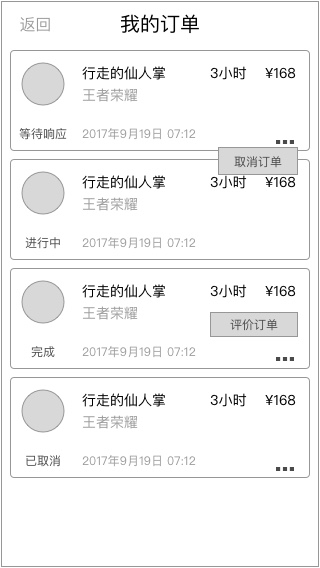 返回 我的订单
行走的仙人掌 3小时 ¥168
王者荣耀
等待响应 2017年9月19日 07:12
取消订单
行走的仙人掌 3小时 ¥168
王者荣耀
进行中 2017年9月19日 07:12
行走的仙人掌 3小时 ¥168
王者荣耀
评价订单
完成 2017年9月19日 07:12
行走的仙人掌 3小时 ¥168
王者荣耀
已取消 2017年9月19日 07:12